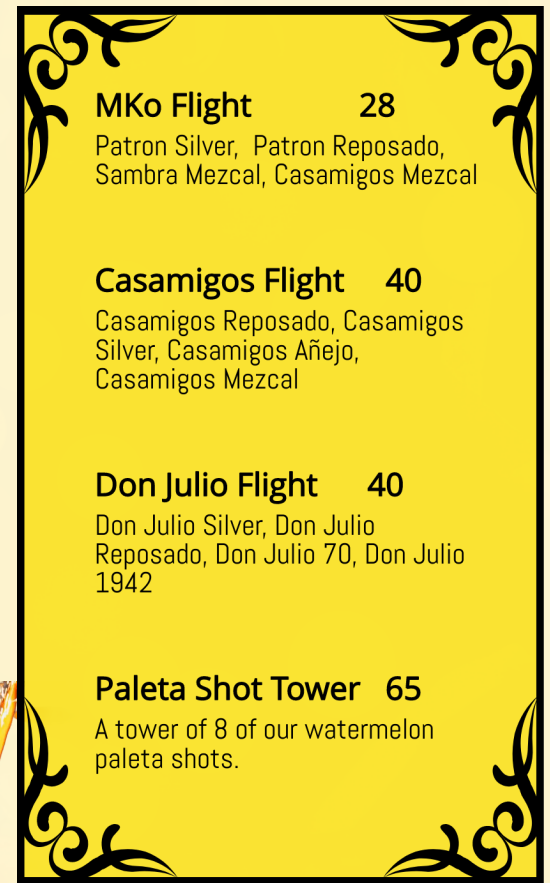 MKo Flight 28
Patron Silver, Patron Reposado,
Sambra Mezcal, Casamigos Mezcal
Casamigos Flight 40
Casamigos Reposado, Casamigos
Silver, Casamigos Añejo,
Casamigos Mezcal
Don Julio Flight 40
Don Julio Silver, Don Julio
Reposado, Don Julio 70, Don Julio
1942
Paleta Shot Tower 65
A tower of 8 of our watermelon
paleta shots.